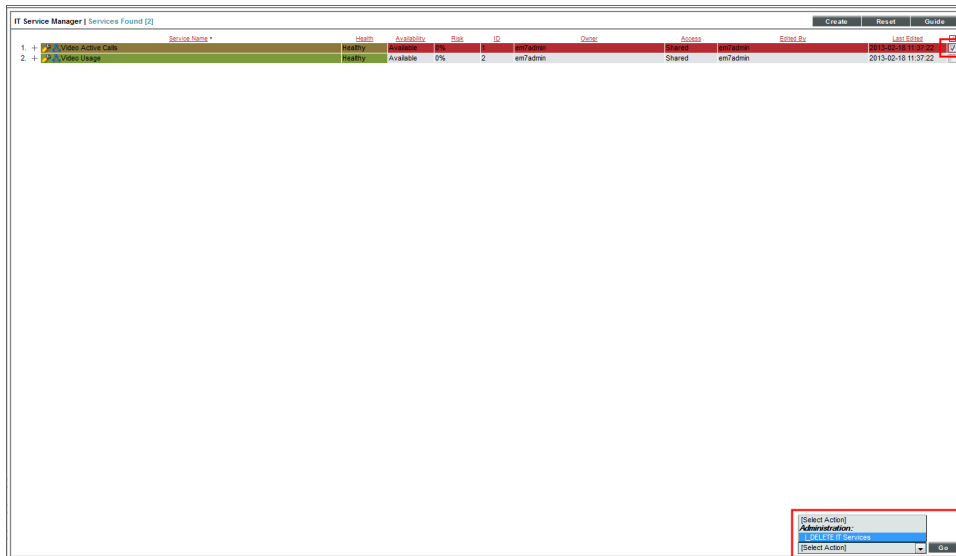 IT Service Manager | Services Found [2]
Create Reset Guide
Service Name • Health Availability Risk ID Owner Access Edited By Last Edited
1. + Video Active Calls Healthy Available 0% 1 em7admin Shared em7admin 2013-02-18 11:37:22
2. + Video Usage Healthy Available 0% 2 em7admin Shared em7admin 2013-02-18 11:37:22
[Select Action]
Administration:
DELETE IT Services
[Select Action] Go